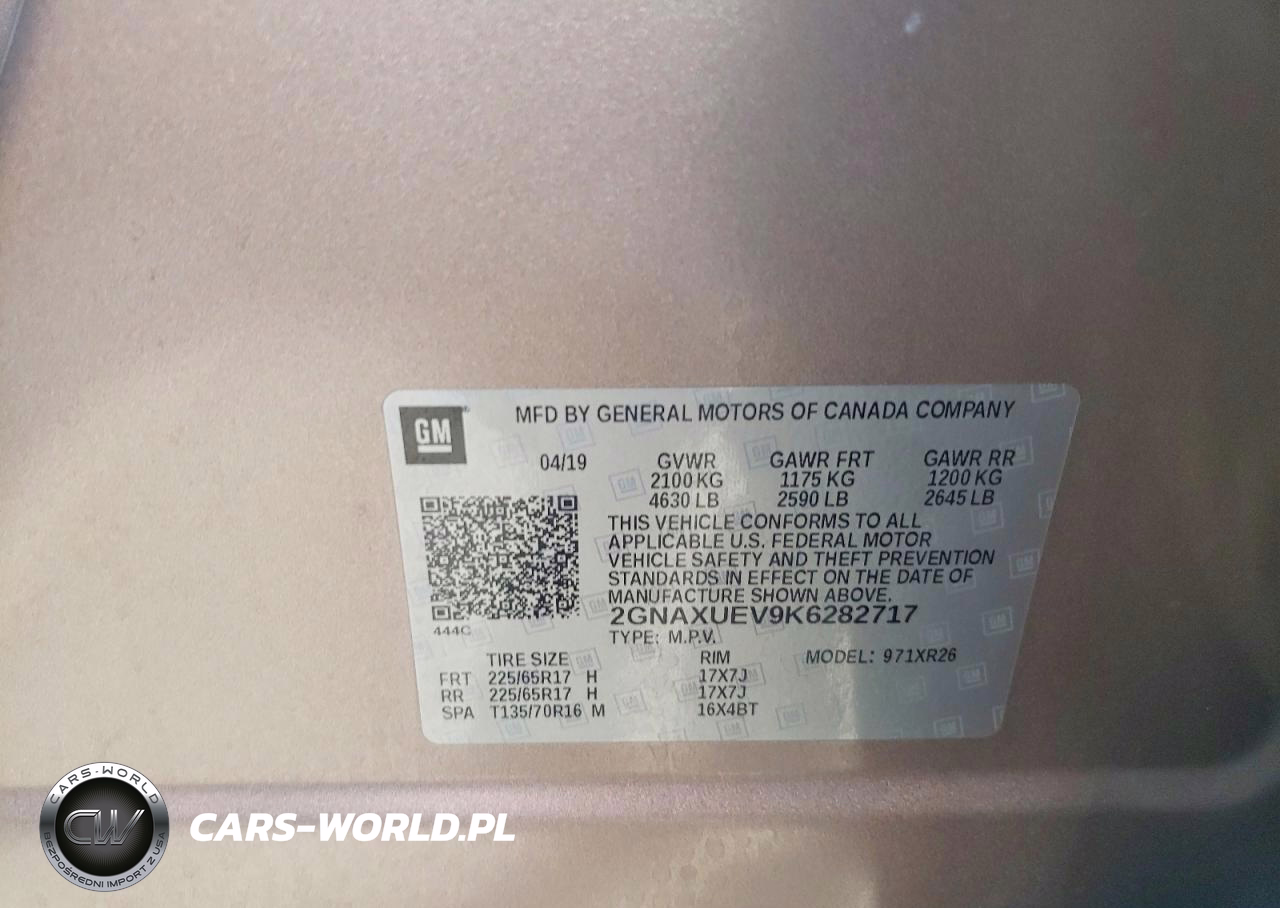 GM
MFD BY GENERAL MOTORS OF CANADA COMPANY
04/19 GVWR GAWR FRT GAWR RR
2100 KG 1175 KG 1200 KG
4630 LB 2590 LB 2645 LB
THIS VEHICLE CONFORMS TO ALL
APPLICABLE U.S. FEDERAL MOTOR
VEHICLE SAFETY AND THEFT PREVENTION
STANDARDS IN EFFECT ON THE DATE OF
MANUFACTURE SHOWN ABOVE.
2GNAXUEV9K6282717
444C
TYPE: M.P.V.
TIRE SIZE RIM MODEL: 971XR26
FRT 225/65R17 H 17X7J
RR 225/65R17 H 17X7J
SPA T135/70R16 M 16X4BT
CARS-WORLD
CW
BEZPOŚREDNI IMPORT Z USA
CARS-WORLD.PL